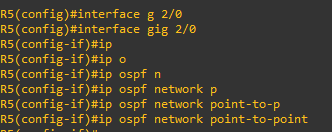 R5(config)#interface g 2/0
R5(config)#interface gig 2/0
R5(config-if)#ip
R5(config-if)#ip o
R5(config-if)#ip ospf n
R5(config-if)#ip ospf network p
R5(config-if)#ip ospf network point-to-p
R5(config-if)#ip ospf network point-to-point